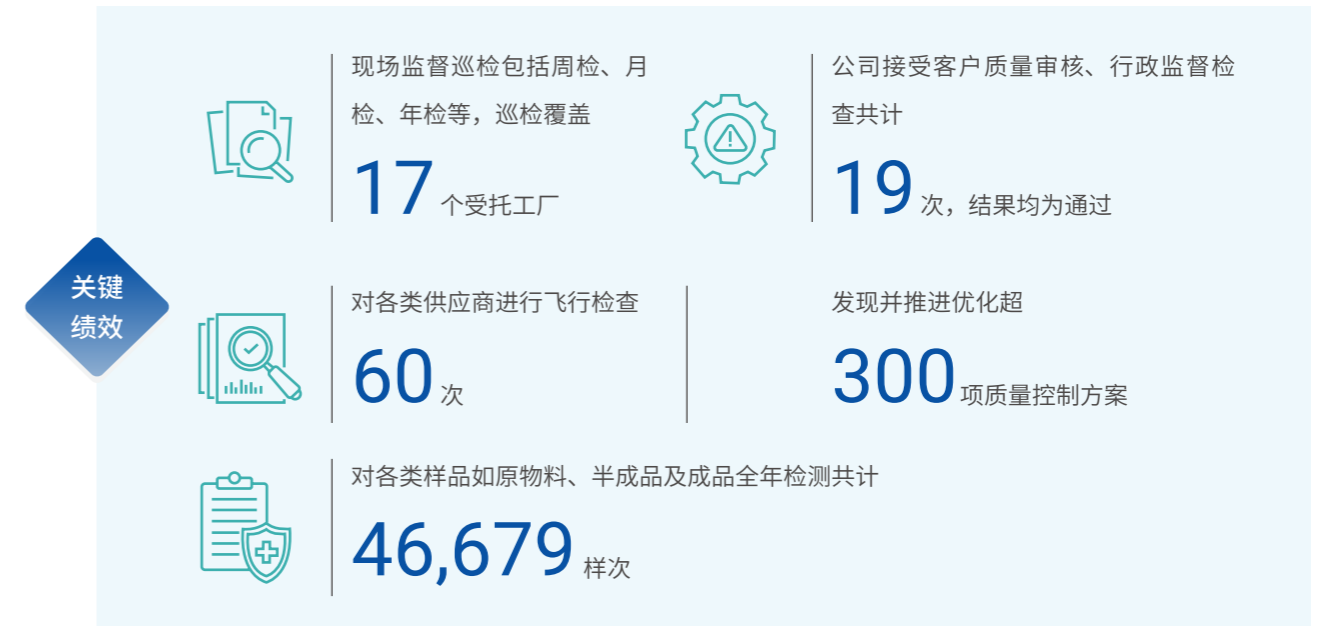 关键
绩效
现场监督巡检包括周检、月
检、年检等，巡检覆盖
17 个受托工厂
公司接受客户质量审核、行政监督检
查共计
19 次，结果均为通过
对各类供应商进行飞行检查
60 次
发现并推进优化超
300 项质量控制方案
对各类样品如原物料、半成品及成品全年检测共计
46,679 样次